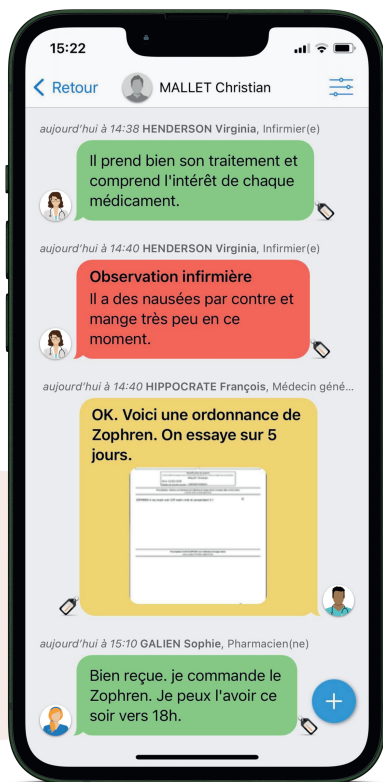 15:22
Retour
MALLET Christian
aujourd'hui à 14:38 HENDERSON Virginia, Infirmier(e)
Il prend bien son traitement et
comprend l'intérêt de chaque
médicament.
aujourd'hui à 14:40 HENDERSON Virginia, Infirmier(e)
Observation infirmière
Il a des nausées par contre et
mange très peu en ce
moment.
aujourd'hui à 14:40 HIPPOCRATE François, Médecin géné...
OK. Voici une ordonnance de
Zophren. On essaye sur 5
jours.
MALLET Christian
aujourd'hui à 15:10 GALIEN Sophie, Pharmacien(ne)
Bien reçue. je commande le
Zophren. Je peux l'avoir ce
soir vers 18h.